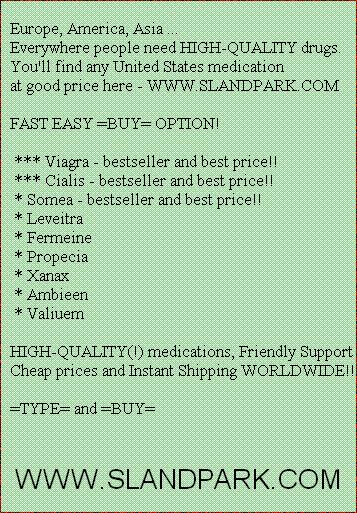 Europe, America, Asia ...
Everywhere people need HIGH-QUALITY drugs.
You'll find any United States medication
at good price here - WWW.SLANDPARK.COM
FAST EASY =BUY= OPTION!
*** Viagra - bestseller and best price!!
*** Cialis - bestseller and best price!!
* Somea - bestseller and best price!!
* Leveitra
* Fermeine
* Propecia
* Xanax
* Ambieen
* Valiuem
HIGH-QUALITY(!) medications, Friendly Support
Cheap prices and Instant Shipping WORLDWIDE!!
=TYPE= and =BUY=
WWW.SLANDPARK.COM